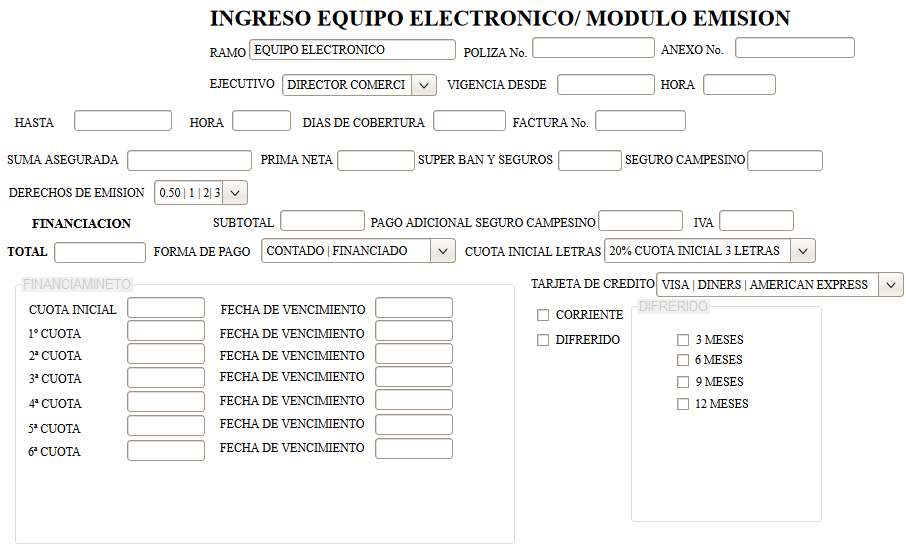 INGRESO EQUIPO ELECTRONICO/ MODULO EMISION
RAMO EQUIPO ELECTRONICO POLIZA No. ANEXO No.
EJECUTIVO DIRECTOR COMERCI VIGENCIA DESDE HORA
HASTA HORA DIAS DE COBERTURA FACTURA No.
SUMA ASEGURADA PRIMA NETA SUPER BAN Y SEGUROS SEGURO CAMPESINO
DERECHOS DE EMISION 0.50 | 1 | 2| 3
FINANCIACION SUBTOTAL PAGO ADICIONAL SEGURO CAMPESINO IVA
TOTAL FORMA DE PAGO CONTADO | FINANCIADO CUOTA INICIAL LETRAS 20% CUOTA INICIAL 3 LETRAS
FINANCIAMINETO
CUOTA INICIAL FECHA DE VENCIMIENTO
1º CUOTA FECHA DE VENCIMIENTO
2ª CUOTA FECHA DE VENCIMIENTO
3ª CUOTA FECHA DE VENCIMIENTO
4ª CUOTA FECHA DE VENCIMIENTO
5ª CUOTA FECHA DE VENCIMIENTO
6ª CUOTA FECHA DE VENCIMIENTO
TARJETA DE CREDITO VISA | DINERS | AMERICAN EXPRESS
CORRIENTE
DIFRERIDO
DIFRERIDO
3 MESES
6 MESES
9 MESES
12 MESES